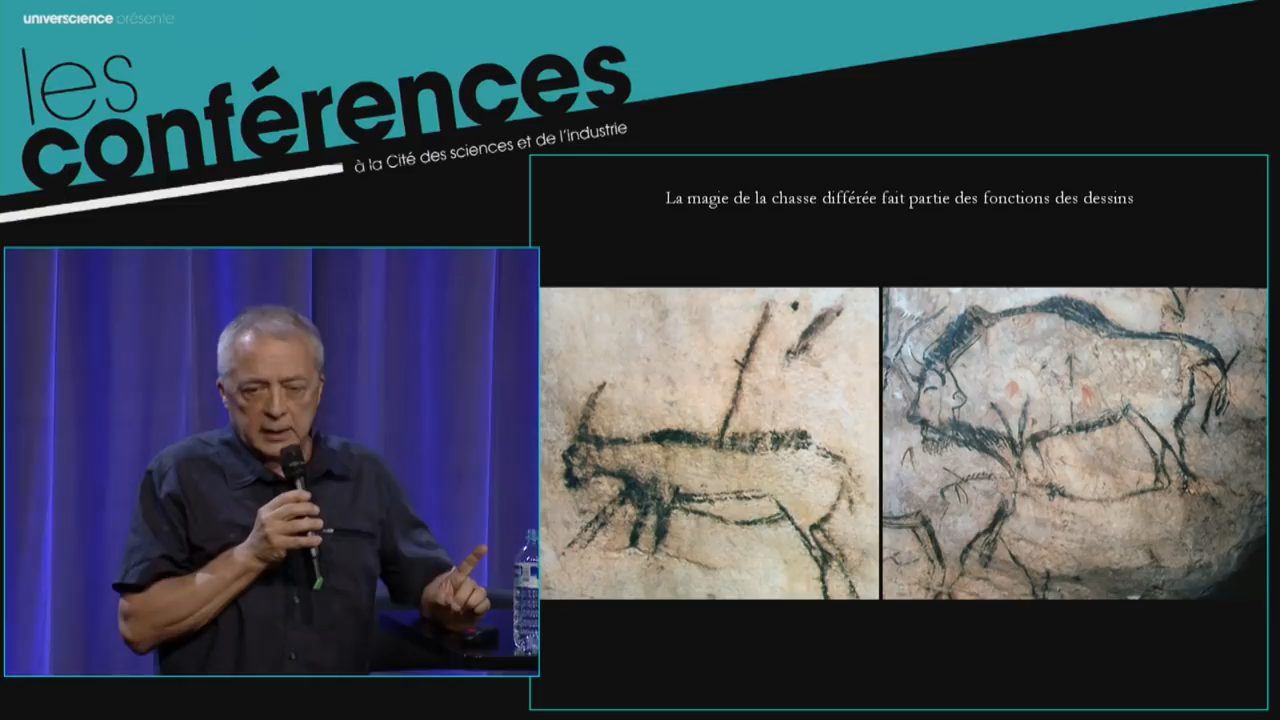 universcience présente
les
conférences
à la Cité des sciences et de l'industrie
La magie de la chasse différée fait partie des fonctions des dessins